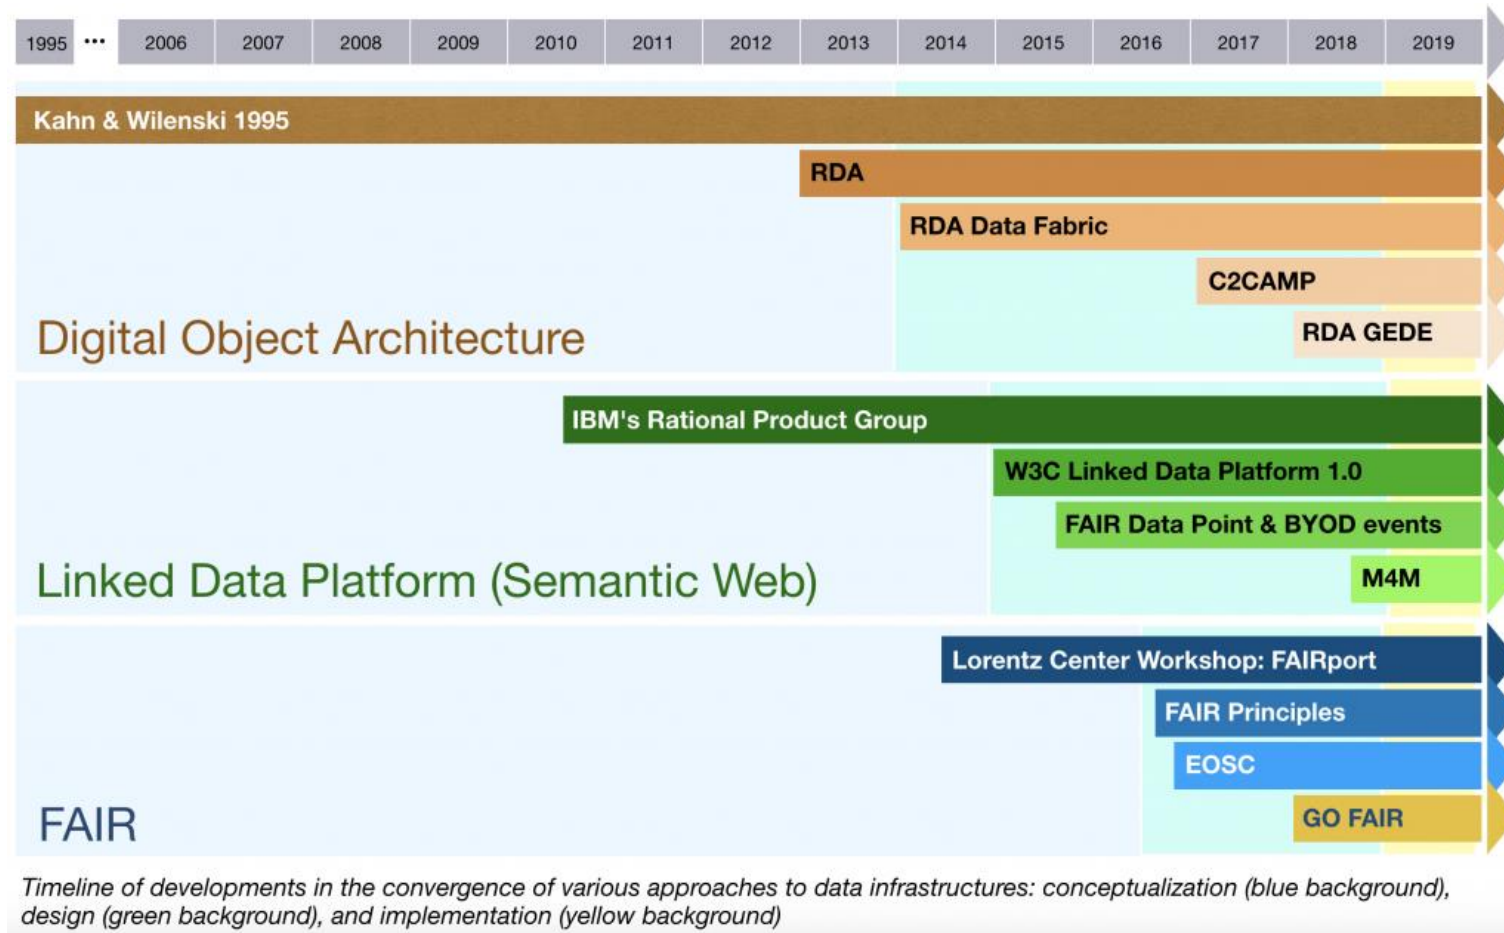 1995 ... 2006 2007 2008 2009 2010 2011 2012 2013 2014 2015 2016 2017 2018 2019
Kahn & Wilenski 1995
RDA
RDA Data Fabric
C2CAMP
RDA GEDE
Digital Object Architecture
IBM's Rational Product Group
W3C Linked Data Platform 1.0
FAIR Data Point & BYOD events
M4M
Linked Data Platform (Semantic Web)
Lorentz Center Workshop: FAIRport
FAIR Principles
EOSC
GO FAIR
FAIR
Timeline of developments in the convergence of various approaches to data infrastructures: conceptualization (blue background),
design (green background), and implementation (yellow background)